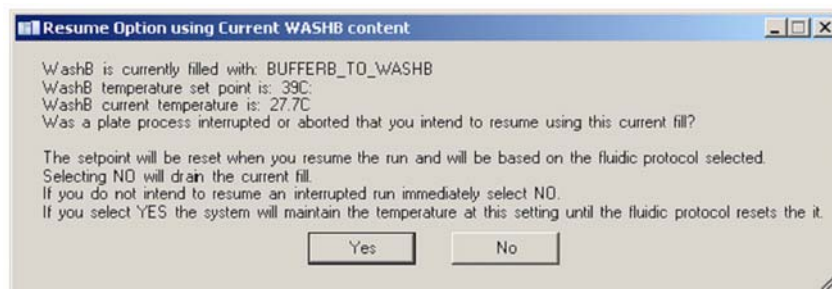 Resume Option using Current WASHB content
WashB is currently filled with: BUFFERB_TO_WASHB
WashB temperature set point is: 39C:
WashB current temperature is: 27.7C
Was a plate process interrupted or aborted that you intend to resume using this current fill?
The setpoint will be reset when you resume the run and will be based on the fluidic protocol selected.
Selecting NO will drain the current fill.
If you do not intend to resume an interrupted run immediately select NO.
If you select YES the system will maintain the temperature at this setting until the fluidic protocol resets the it.
Yes No